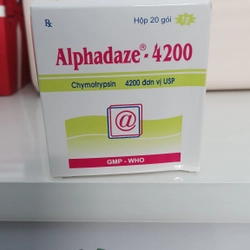 Rx
Hộp 20 gói
Alphadaze® - 4200
Chymotrypsin 4200 đơn vị USP
@
GMP - WHO